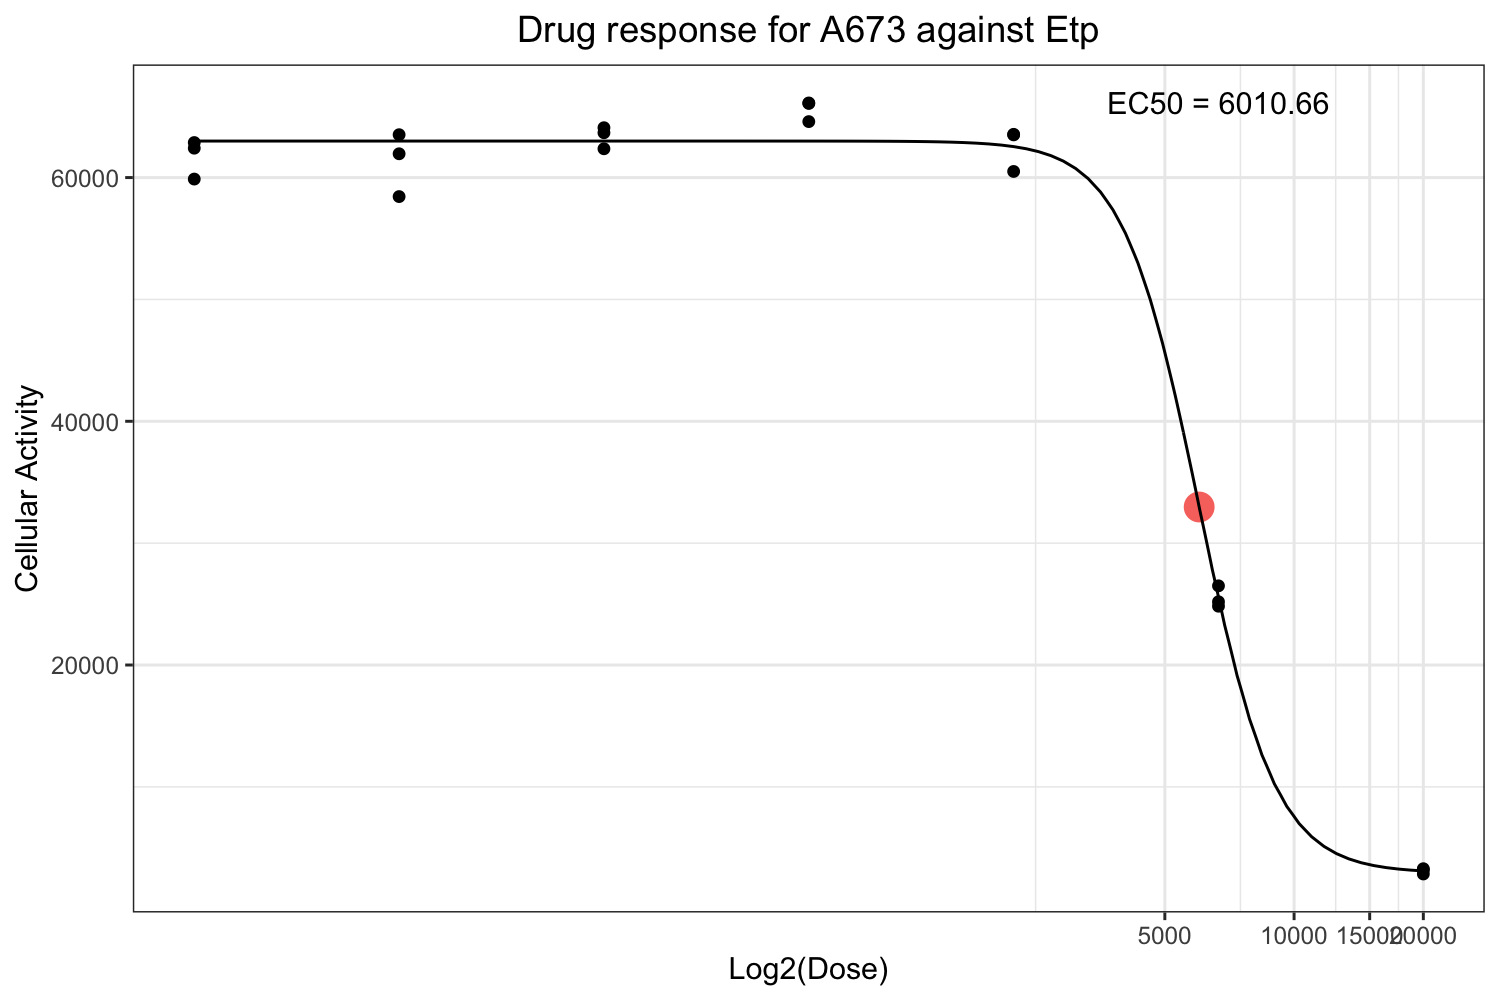 Drug response for A673 against Etp
EC50 = 6010.66
60000
40000
20000
Cellular Activity
5000 10000 15000 20000
Log2(Dose)